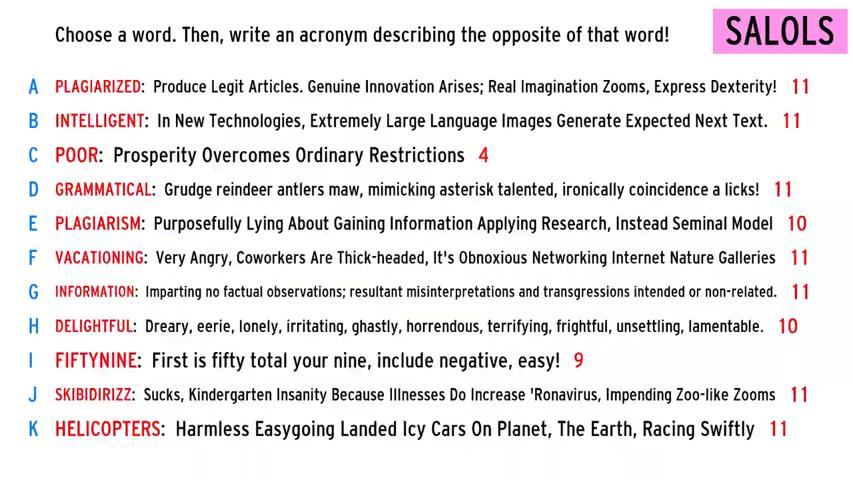 Choose a word. Then, write an acronym describing the opposite of that word!
SALOLS
A PLAGIARIZED: Produce Legit Articles. Genuine Innovation Arises; Real Imagination Zooms, Express Dexterity! 11
B INTELLIGENT: In New Technologies, Extremely Large Language Images Generate Expected Next Text. 11
C POOR: Prosperity Overcomes Ordinary Restrictions 4
D GRAMMATICAL: Grudge reindeer antlers maw, mimicking asterisk talented, ironically coincidence a licks! 11
E PLAGIARISM: Purposefully Lying About Gaining Information Applying Research, Instead Seminal Model 10
F VACATIONING: Very Angry, Coworkers Are Thick-headed, It's Obnoxious Networking Internet Nature Galleries 11
G INFORMATION: Imparting no factual observations; resultant misinterpretations and transgressions intended or non-related. 11
H DELIGHTFUL: Dreary, eerie, lonely, irritating, ghastly, horrendous, terrifying, frightful, unsettling, lamentable. 10
I FIFTYNINE: First is fifty total your nine, include negative, easy! 9
J SKIBIDIRIZZ: Sucks, Kindergarten Insanity Because Illnesses Do Increase 'Ronavirus, Impending Zoo-like Zooms 11
K HELICOPTERS: Harmless Easygoing Landed Icy Cars On Planet, The Earth, Racing Swiftly 11